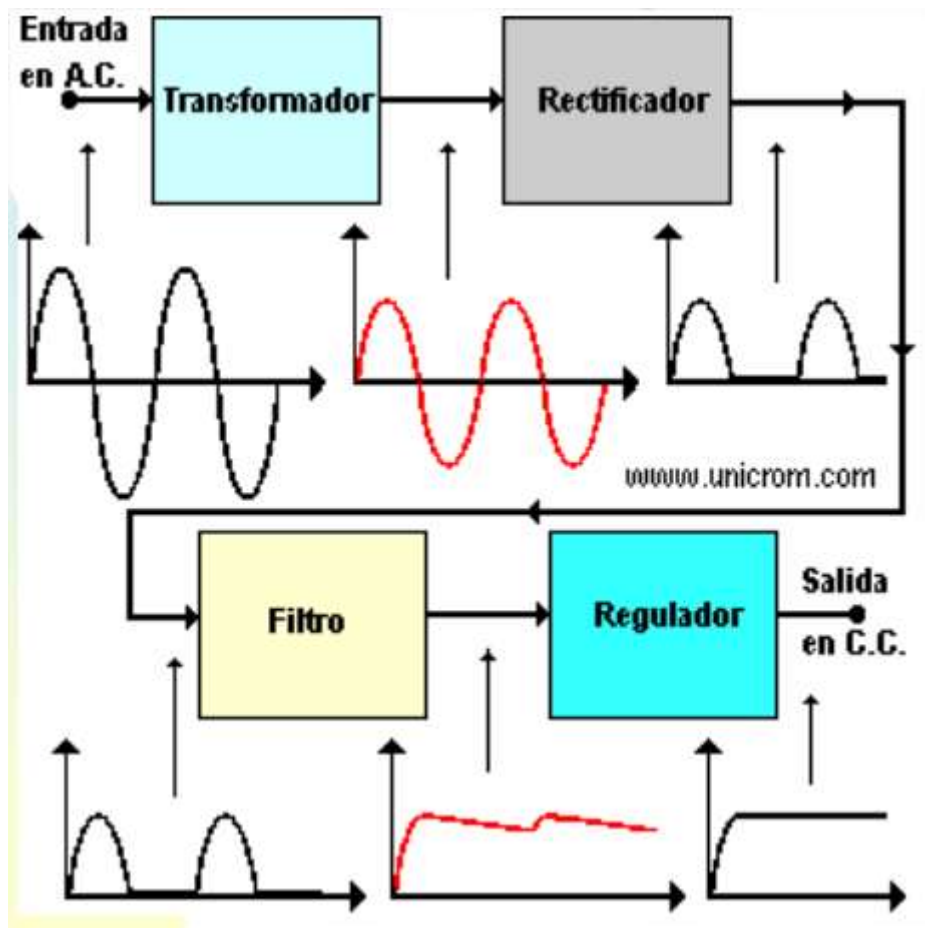 Entrada
en A.C.
Transformador
Rectificador
www.unicrom.com
Filtro
Regulador
Salida
en C.C.